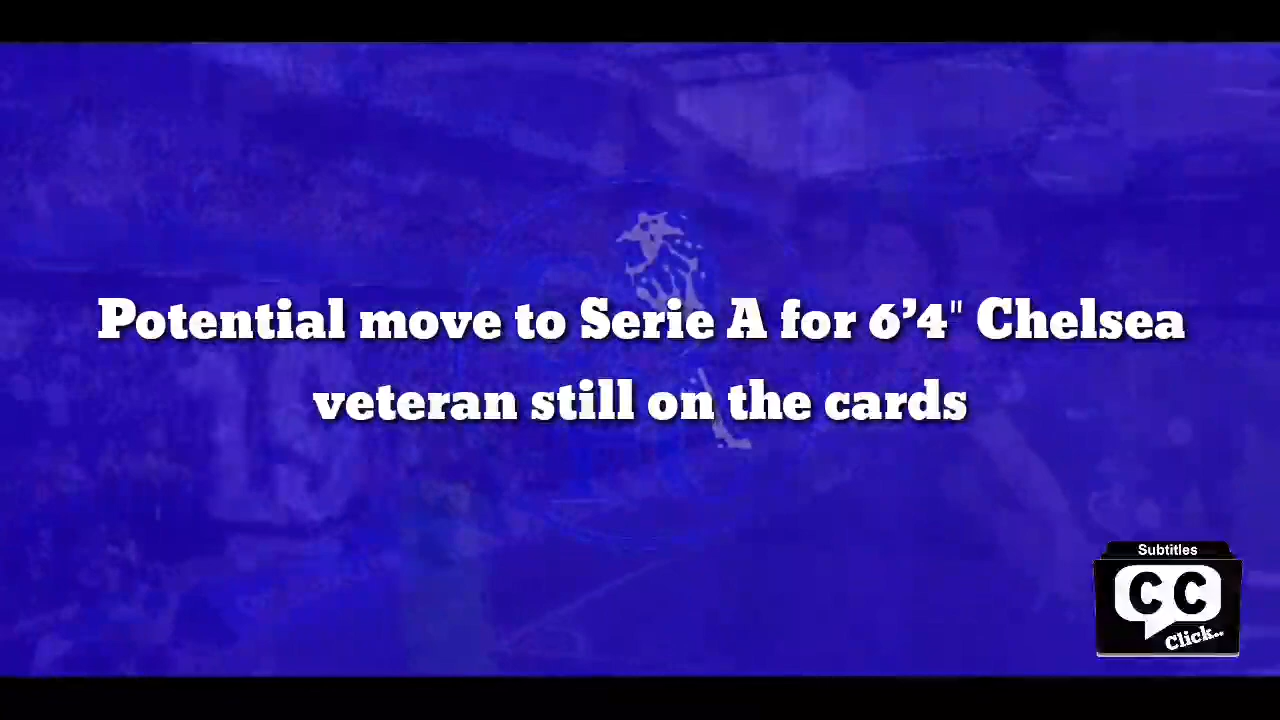 Potential move to Serie A for 6’4" Chelsea
veteran still on the cards
Subtitles
CC
Click..